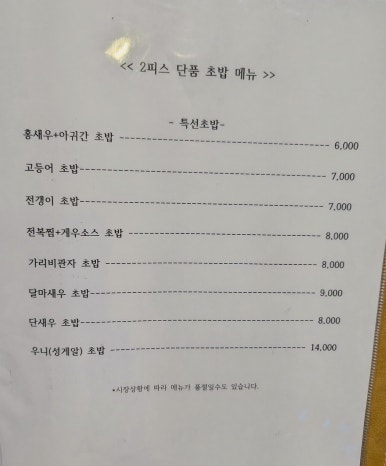 << 2피스 단품 초밥 메뉴 >>
- 특선초밥-
홍새우+아귀간 초밥 ------------------------------ 6,000
고등어 초밥------------------------------------ 7,000
전갱이 초밥------------------------------------ 7,000
전복찜+게우소스 초밥 --------------------------- 8,000
가리비관자 초밥 ------------------------------- 8,000
달마새우 초밥---------------------------------- 9,000
단새우 초밥----------------------------------- 8,000
우니(성게알) 초밥 ----------------------------- 14,000
*시장상황에 따라 메뉴가 품절일수도 있습니다.